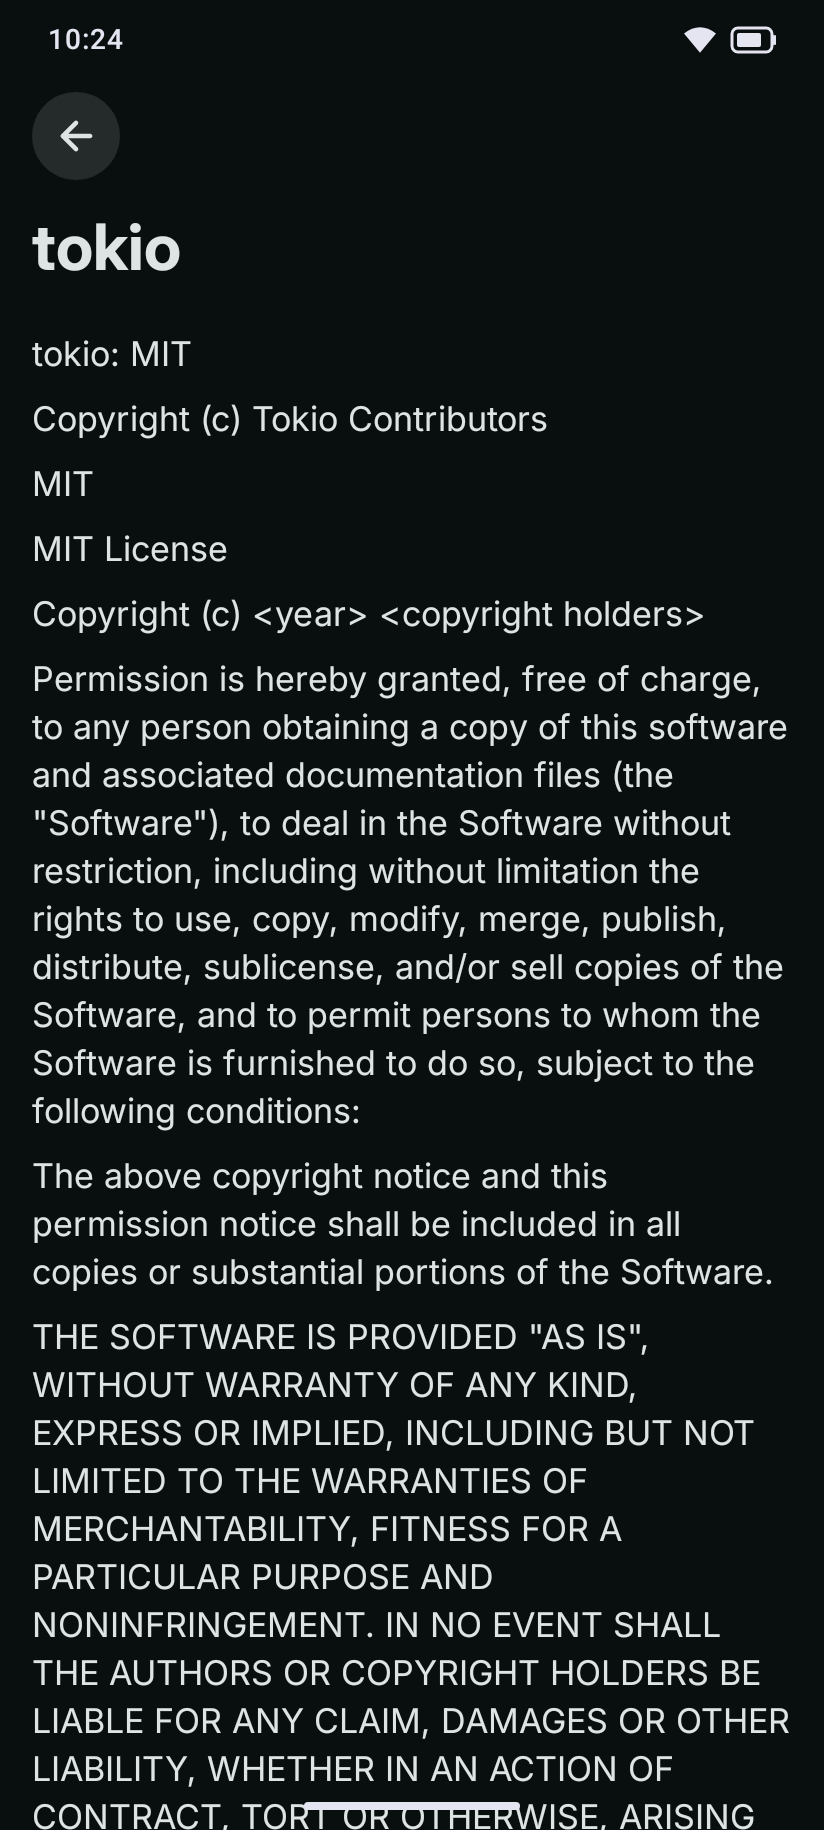 10:24
tokio
tokio: MIT
Copyright (c) Tokio Contributors
MIT
MIT License
Copyright (c) <year> <copyright holders>
Permission is hereby granted, free of charge,
to any person obtaining a copy of this software
and associated documentation files (the
"Software"), to deal in the Software without
restriction, including without limitation the
rights to use, copy, modify, merge, publish,
distribute, sublicense, and/or sell copies of the
Software, and to permit persons to whom the
Software is furnished to do so, subject to the
following conditions:
The above copyright notice and this
permission notice shall be included in all
copies or substantial portions of the Software.
THE SOFTWARE IS PROVIDED "AS IS",
WITHOUT WARRANTY OF ANY KIND,
EXPRESS OR IMPLIED, INCLUDING BUT NOT
LIMITED TO THE WARRANTIES OF
MERCHANTABILITY, FITNESS FOR A
PARTICULAR PURPOSE AND
NONINFRINGEMENT. IN NO EVENT SHALL
THE AUTHORS OR COPYRIGHT HOLDERS BE
LIABLE FOR ANY CLAIM, DAMAGES OR OTHER
LIABILITY, WHETHER IN AN ACTION OF
CONTRACT, TORT OR OTHERWISE, ARISING